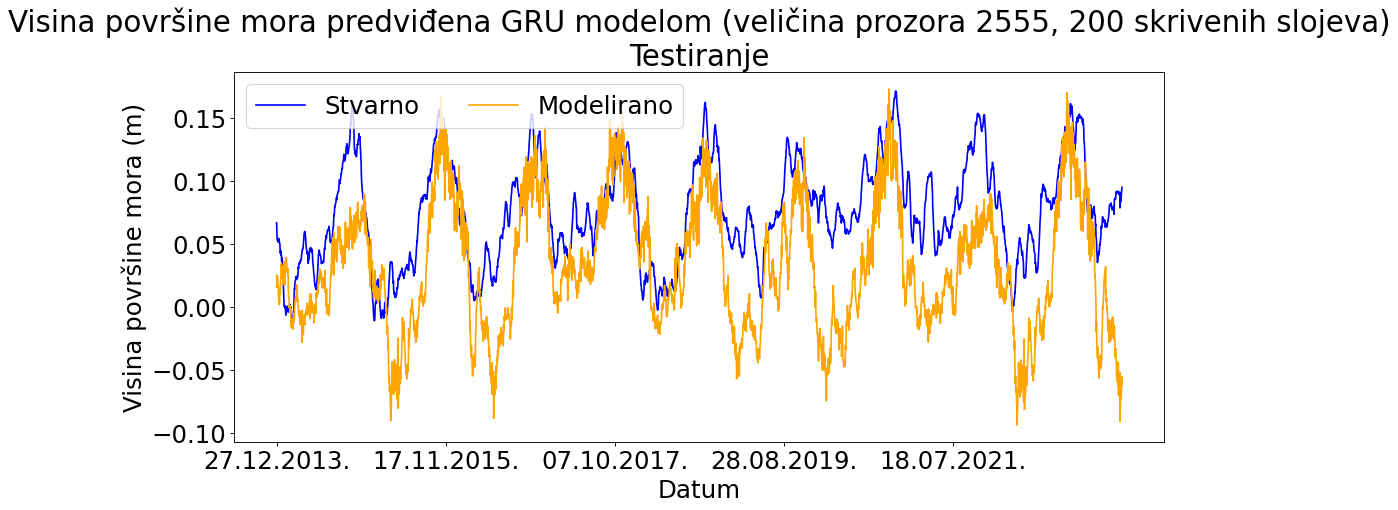 Visina površine mora predviđena GRU modelom (veličina prozora 2555, 200 skrivenih slojeva)
Testiranje
Stvarno Modelirano
Visina površine mora (m)
0.15
0.10
0.05
0.00
−0.05
−0.10
27.12.2013. 17.11.2015. 07.10.2017. 28.08.2019. 18.07.2021.
Datum